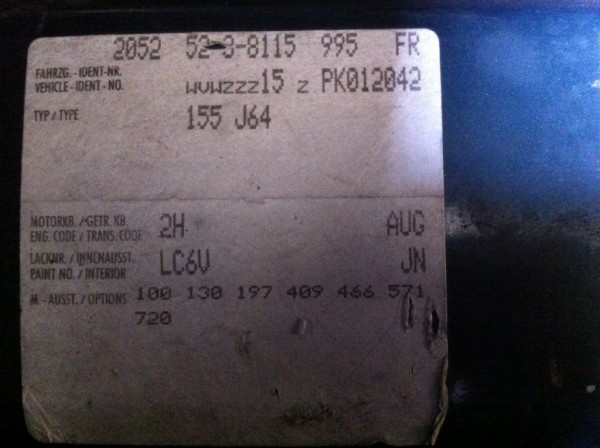 2052 52-3-8115 995 FR
FAHRZG. - IDENT-NR.
VEHICLE - IDENT - NO. WVWZZZ15 Z PK012042
TYP / TYPE 155 J64
MOTORKB. / GETR. KB.
ENG. CODE / TRANS. CODE 2H AUG
LACKNR. / INNENAUSST.
PAINT NO. / INTERIOR LC6V JN
M - AUSST. / OPTIONS 100 130 197 409 466 571
720